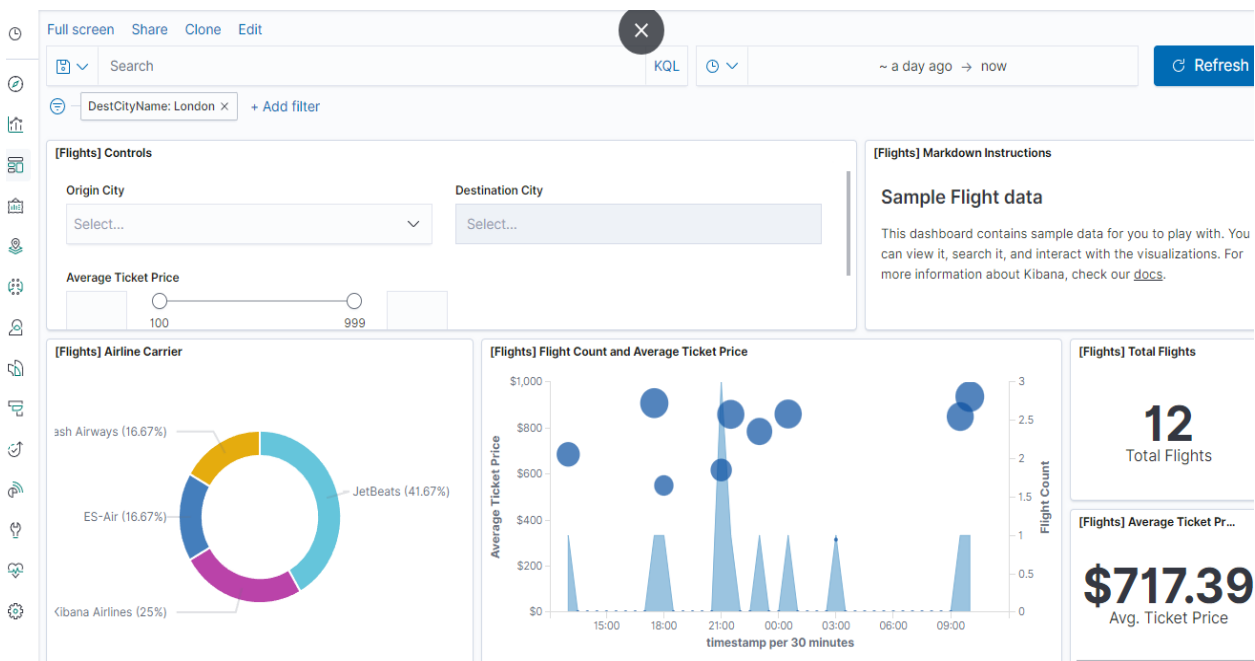 Full screen Share Clone Edit
Search KQL ~ a day ago → now Refresh
DestCityName: London × + Add filter
[Flights] Controls
Origin City Destination City
Select... Select...
Average Ticket Price
100 999
[Flights] Markdown Instructions
Sample Flight data
This dashboard contains sample data for you to play with. You
can view it, search it, and interact with the visualizations. For
more information about Kibana, check our docs.
[Flights] Airline Carrier
ash Airways (16.67%)
JetBeats (41.67%)
ES-Air (16.67%)
Kibana Airlines (25%)
[Flights] Flight Count and Average Ticket Price
Average Ticket Price
$1,000
$800
$600
$400
$200
$0
3
2.5
2
1.5
1
0.5
0
Flight Count
15:00 18:00 21:00 00:00 03:00 06:00 09:00
timestamp per 30 minutes
[Flights] Total Flights
12
Total Flights
[Flights] Average Ticket Pr...
$717.39
Avg. Ticket Price